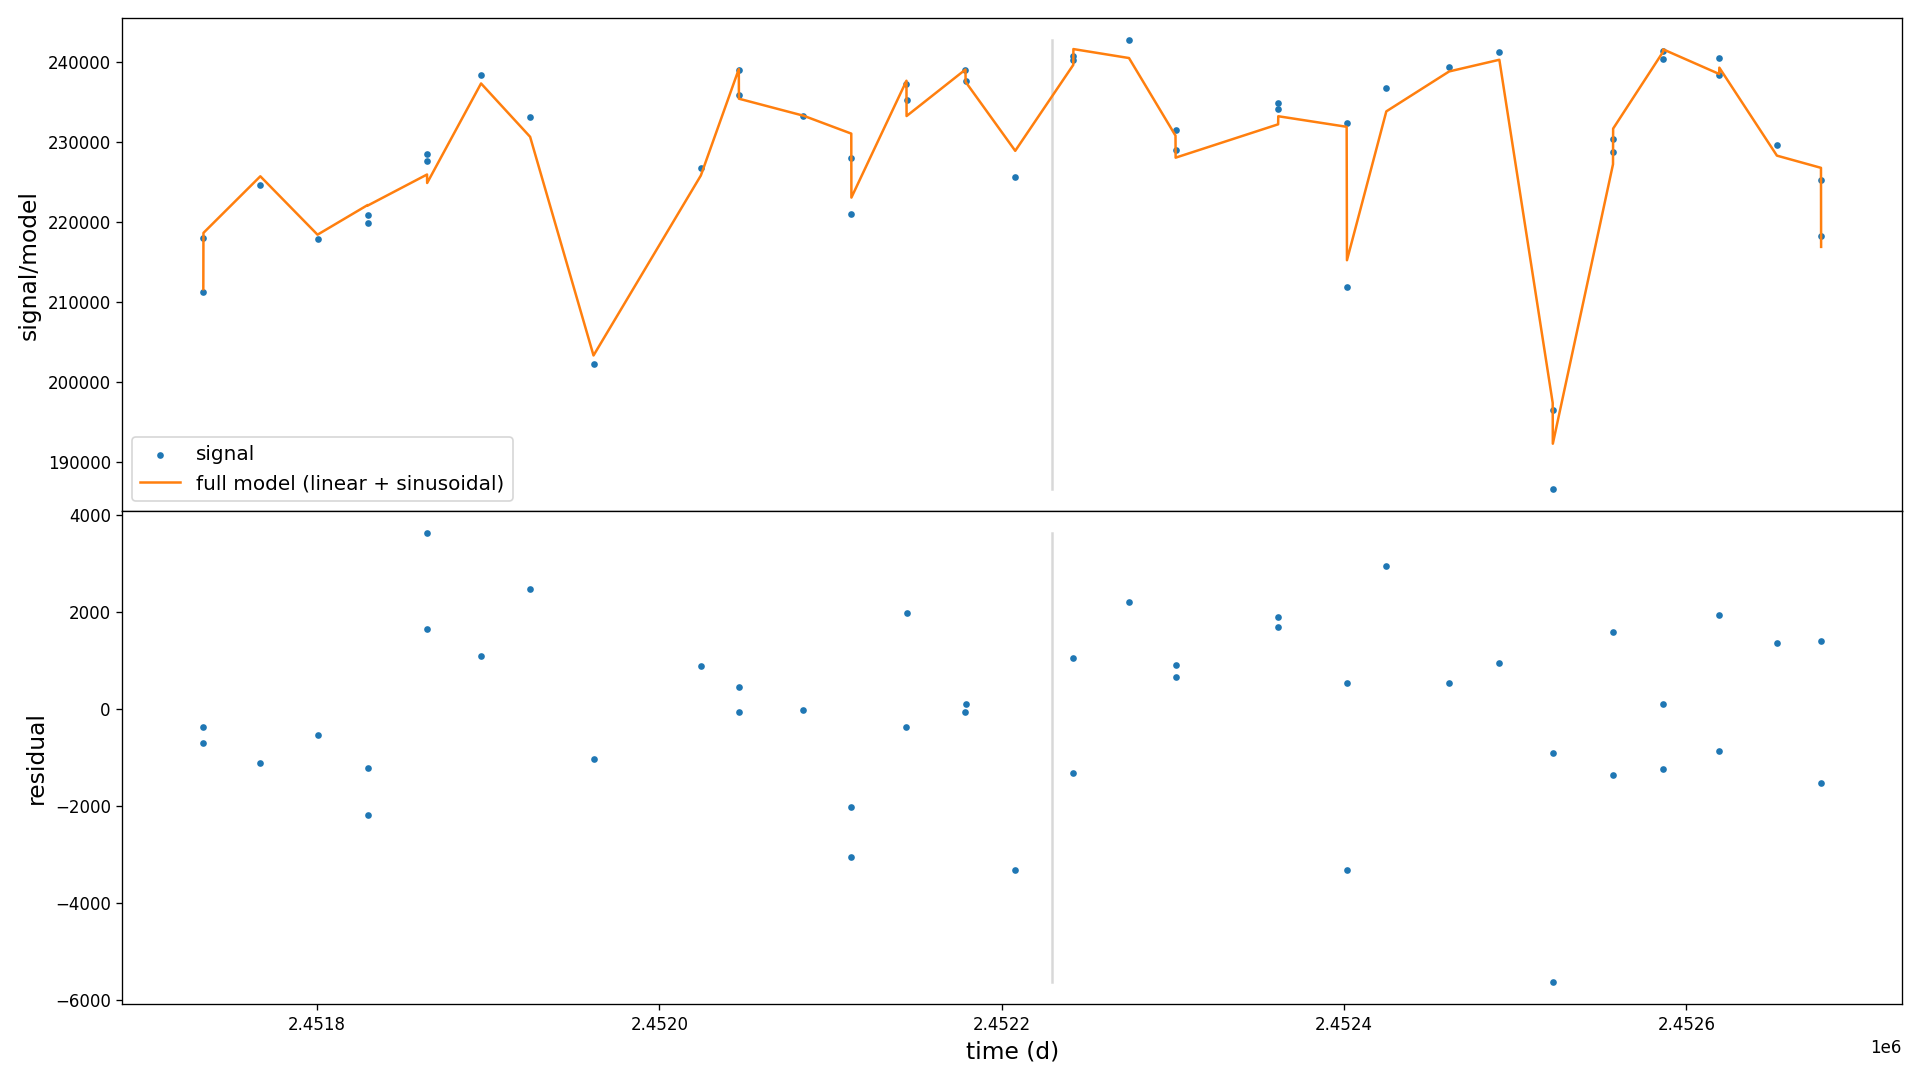 240000
230000
220000
210000
200000
190000
signal/model
signal
full model (linear + sinusoidal)
4000
2000
0
−2000
−4000
−6000
residual
2.4518
2.4520
2.4522
2.4524
2.4526
time (d)
1e6